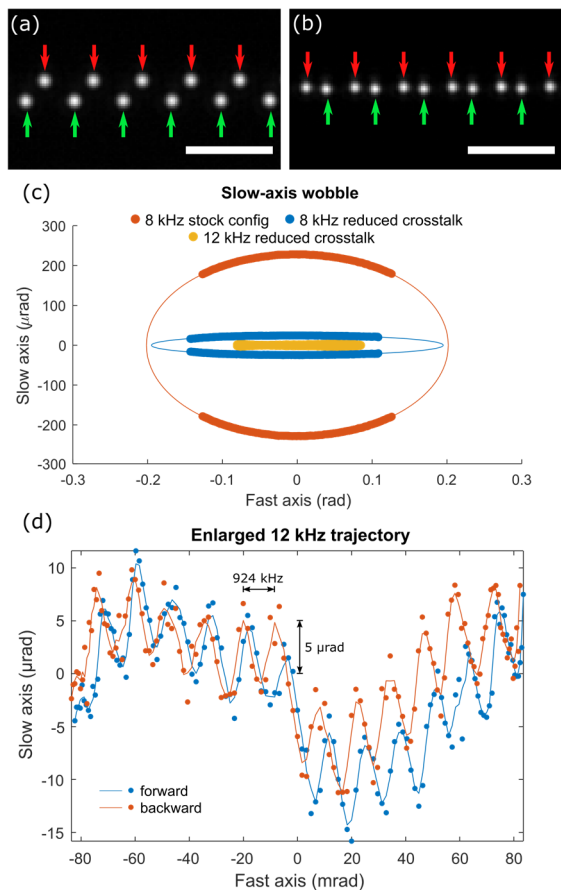 (a)
(b)
(c)
Slow-axis wobble
8 kHz stock config
8 kHz reduced crosstalk
12 kHz reduced crosstalk
300
200
100
0
-100
-200
-300
Slow axis (μrad)
-0.3 -0.2 -0.1 0 0.1 0.2 0.3
Fast axis (rad)
(d)
Enlarged 12 kHz trajectory
924 kHz
5 μrad
10
5
0
-5
-10
-15
Slow axis (μrad)
forward
backward
-80 -60 -40 -20 0 20 40 60 80
Fast axis (mrad)